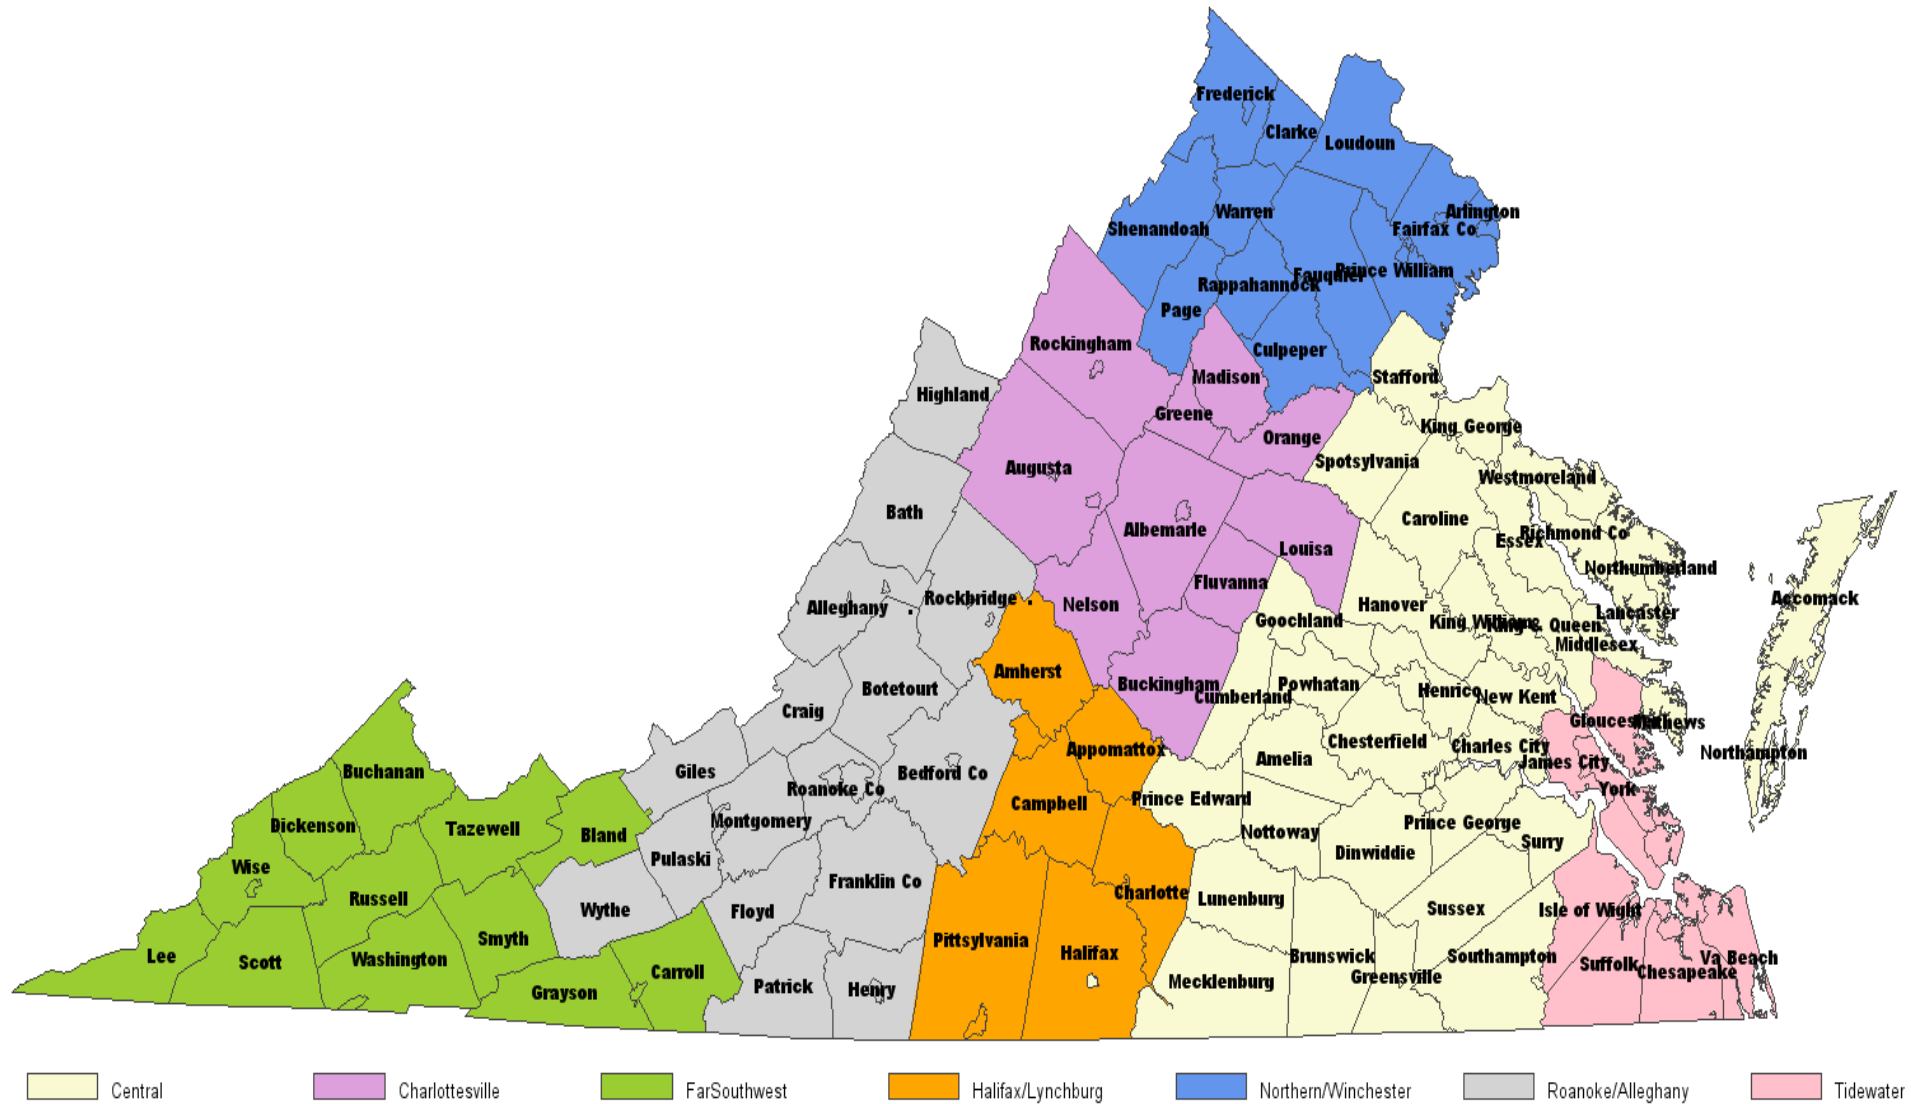 Frederick
Clarke
Loudoun
Warren
Arlington
Shenandoah
Fairfax Co
Fauquier
Prince William
Rappahannock
Page
Rockingham
Culpeper
Madison
Stafford
Highland
Greene
King George
Orange
Augusta
Spotsylvania
Westmoreland
Bath
Albemarle
Caroline
Richmond Co
Essex
Louisa
Northumberland
Fluvanna
Alleghany
Rockbridge
Nelson
Hanover
Accomack
Goochland
King William
King & Queen
Lancaster
Middlesex
Amherst
Botetourt
Buckingham
Cumberland
Powhatan
Henrico
New Kent
Craig
Gloucester
Mathews
Appomattox
Chesterfield
Charles City
Northampton
Amelia
James City
Buchanan
Giles
Bedford Co
Roanoke Co
York
Campbell
Prince Edward
Dickenson
Tazewell
Bland
Montgomery
Nottoway
Prince George
Surry
Pulaski
Dinwiddie
Wise
Russell
Franklin Co
Charlotte
Lunenburg
Wythe
Floyd
Sussex
Isle of Wight
Smyth
Pittsylvania
Halifax
Lee
Scott
Washington
Brunswick
Southampton
Va Beach
Suffolk
Chesapeake
Carroll
Greensville
Mecklenburg
Grayson
Patrick
Henry
Central
Charlottesville
FarSouthwest
Halifax/Lynchburg
Northern/Winchester
Roanoke/Alleghany
Tidewater